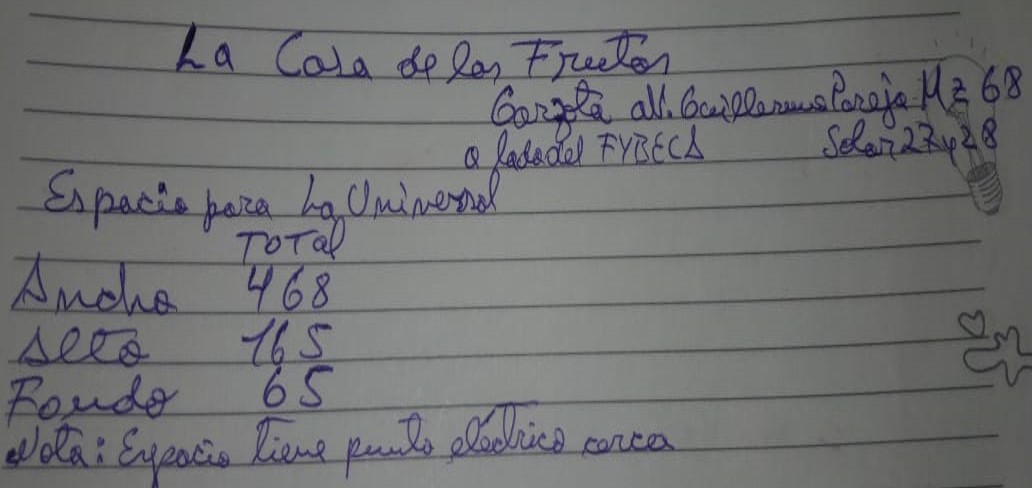 La Casa de las Frutas
Garzota aV. Guillermo Pareja Mz 68
a lado del FYBECA Solar 27 y 28
Espacio para La Universal
TOTal
Ancho 468
Alto 165
Fondo 65
Nota: Espacio tiene punto eléctrico cerca